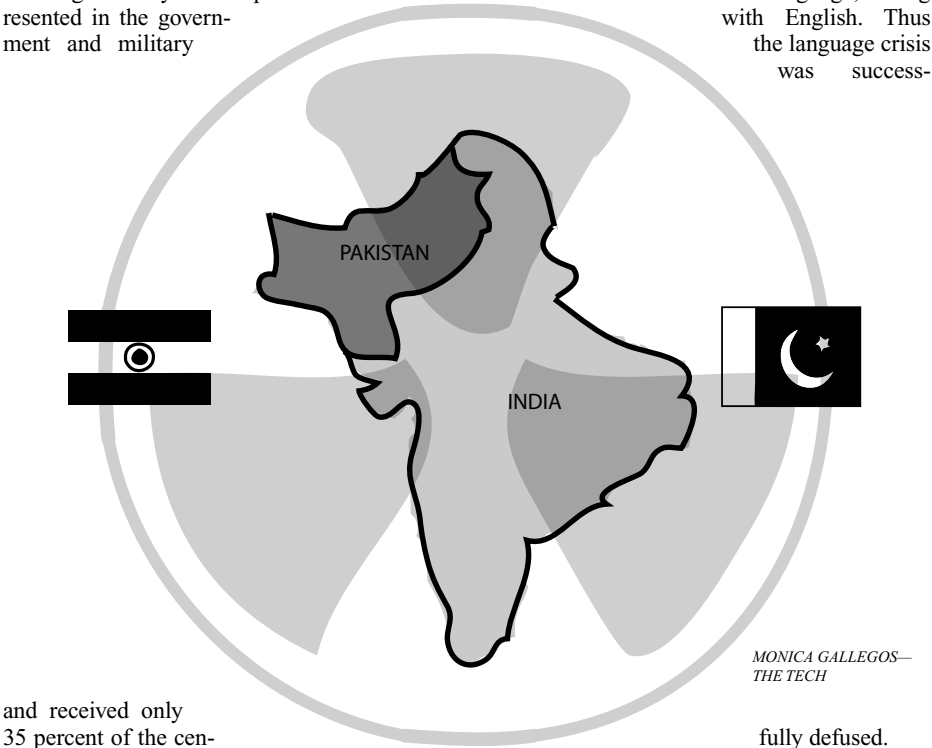 resented in the govern-
ment and military
and received only
35 percent of the cen-
with English. Thus
the language crisis
was success-
fully defused.
PAKISTAN
INDIA
MONICA GALLEGOS—
THE TECH